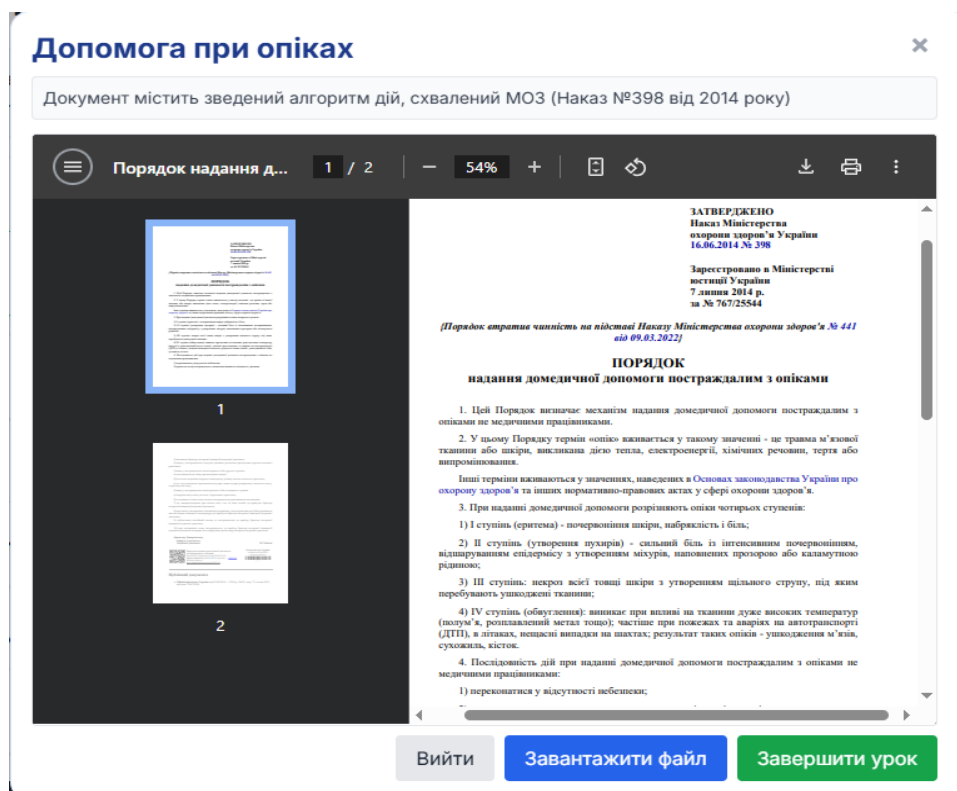 Допомога при опіках
Документ містить зведений алгоритм дій, схвалений МОЗ (Наказ №398 від 2014 року)
Порядок надання д... 1 / 2 54%
1
2
ЗАТВЕРДЖЕНО
Наказ Міністерства
охорони здоров’я України
16.06.2014 № 398
Зареєстровано в Міністерстві
юстиції України
7 липня 2014 р.
за № 767/25544
{Порядок втратив чинність на підставі Наказу Міністерства охорони здоров'я № 441
від 09.03.2022}
ПОРЯДОК
надання домедичної допомоги постраждалим з опіками
1. Цей Порядок визначає механізм надання домедичної допомоги постраждалим з
опіками не медичними працівниками.
2. У цьому Порядку термін «опік» вживається у такому значенні - це травма м’язової
тканини або шкіри, викликана дією тепла, електроенергії, хімічних речовин, тертя або
випромінювання.
Інші терміни вживаються у значеннях, наведених в Основах законодавства України про
охорону здоров’я та інших нормативно-правових актах у сфері охорони здоров’я.
3. При наданні домедичної допомоги розрізняють опіки чотирьох ступенів:
1) I ступінь (еритема) - почервоніння шкіри, набряклість і біль;
2) II ступінь (утворення пухирів) - сильний біль із інтенсивним почервонінням,
відшаруванням епідермісу з утворенням міхурів, наповнених прозорою або каламутною
рідиною;
3) III ступінь: некроз всієї товщі шкіри з утворенням щільного струпу, під яким
перебувають ушкоджені тканини;
4) IV ступінь (обвуглення): виникає при впливі на тканини дуже високих температур
(полум’я, розплавлений метал тощо); частіше при пожежах та аваріях на автотранспорті
(ДТП), в літаках, нещасні випадки на шахтах; результат таких опіків - ушкодження м’язів,
сухожиль, кісток.
4. Послідовність дій при наданні домедичної допомоги постраждалим з опіками не
медичними працівниками:
1) переконатися у відсутності небезпеки;
Вийти
Завантажити файл
Завершити урок